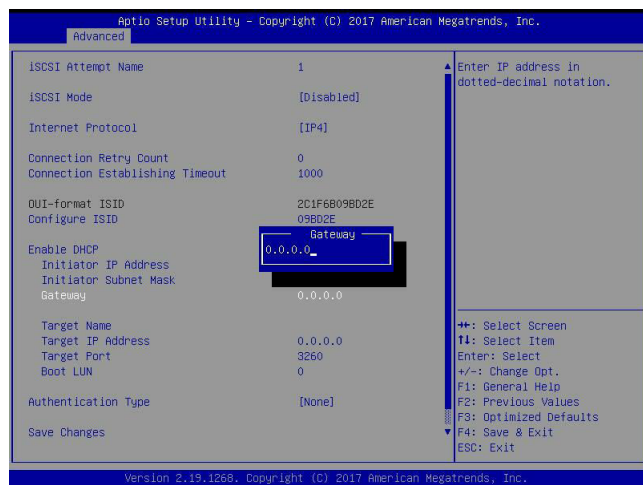 Aptio Setup Utility – Copyright (C) 2017 American Megatrends, Inc.
Advanced
iSCSI Attempt Name 1
iSCSI Mode [Disabled]
Internet Protocol [IP4]
Connection Retry Count 0
Connection Establishing Timeout 1000
OUI-format ISID 2C1F6B09BD2E
Configure ISID 09BD2E
Enable DHCP
Initiator IP Address
Initiator Subnet Mask
Gateway 0.0.0.0
Gateway
0.0.0.0_
Target Name
Target IP Address 0.0.0.0
Target Port 3260
Boot LUN 0
Authentication Type [None]
Save Changes
Enter IP address in
dotted-decimal notation.
→←: Select Screen
↑↓: Select Item
Enter: Select
+/-: Change Opt.
F1: General Help
F2: Previous Values
F3: Optimized Defaults
F4: Save & Exit
ESC: Exit
Version 2.19.1268. Copyright (C) 2017 American Megatrends, Inc.